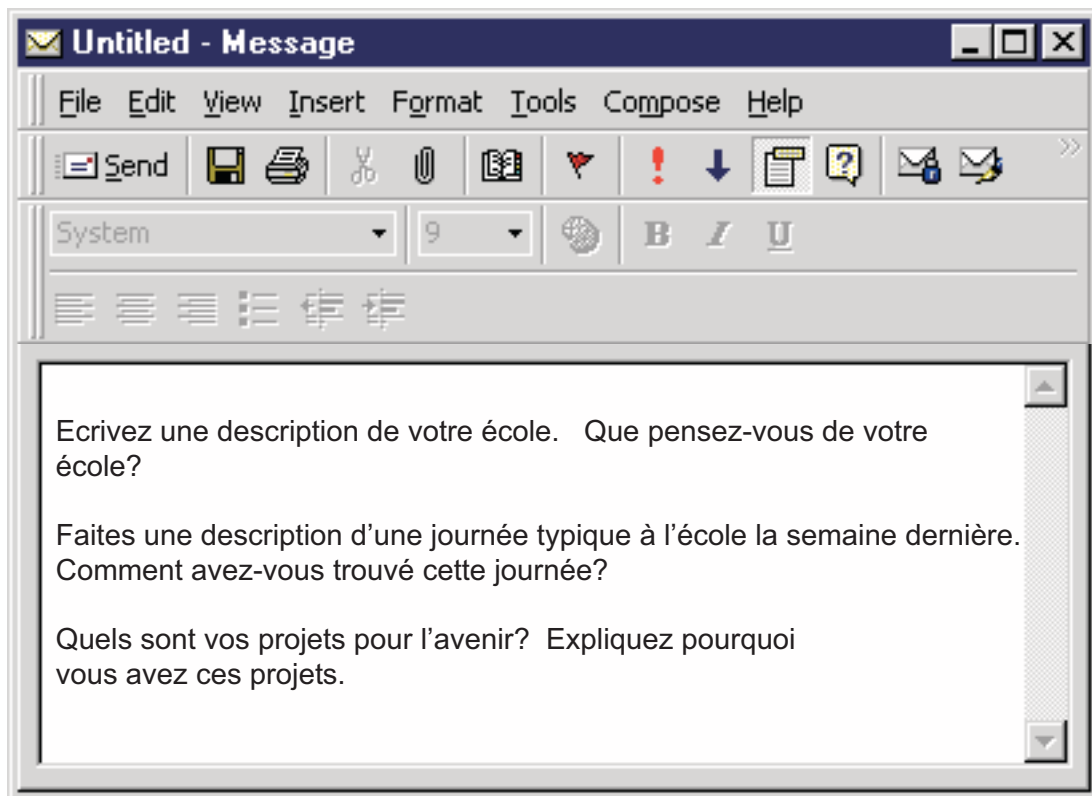 Untitled - Message
File Edit View Insert Format Tools Compose Help
Send
System 9 B I U
Ecrivez une description de votre école. Que pensez-vous de votre
école?
Faites une description d'une journée typique à l'école la semaine dernière.
Comment avez-vous trouvé cette journée?
Quels sont vos projets pour l'avenir? Expliquez pourquoi
vous avez ces projets.